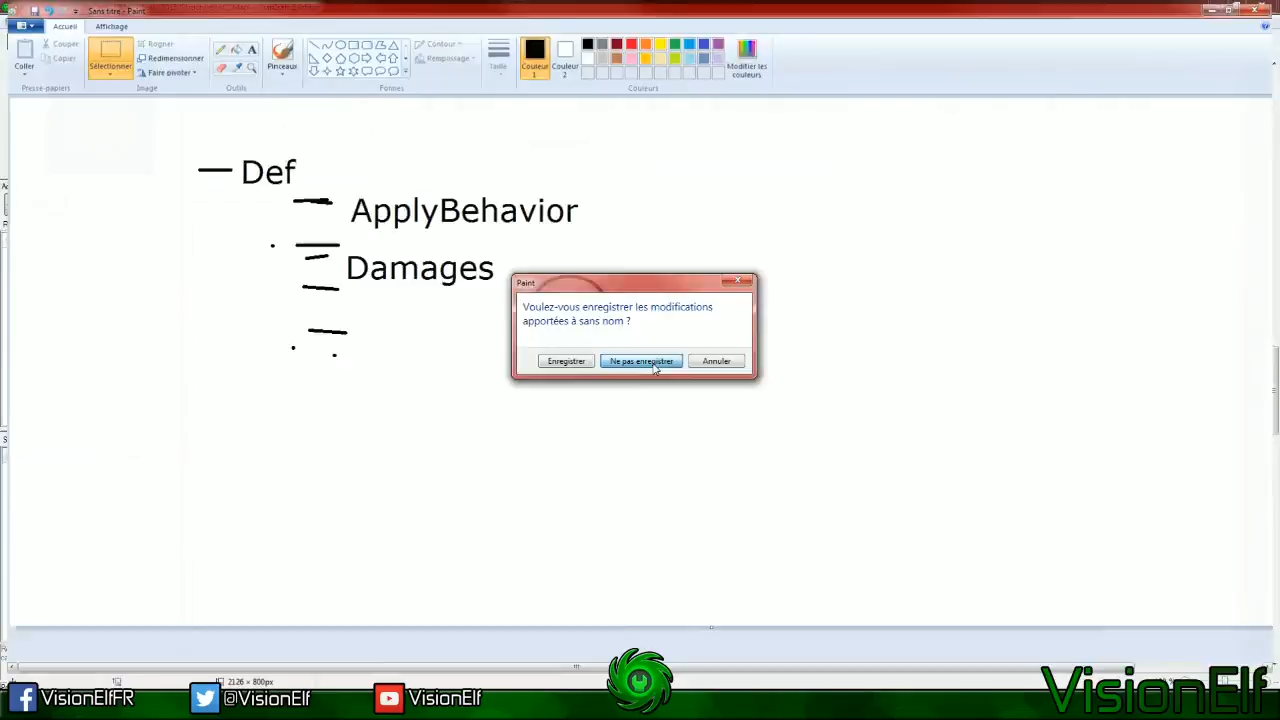 Sans titre - Paint
Accueil
Affichage
Coller
Couper
Copier
Presse-papiers
Sélectionner
Rogner
Redimensionner
Faire pivoter
Image
A
Outils
Pinceaux
Contour
Remplissage
Formes
Taille
Couleur 1
Couleur 2
Modifier les couleurs
Couleurs
Def
ApplyBehavior
Damages
Paint
Voulez-vous enregistrer les modifications
apportées à sans nom ?
Enregistrer
Ne pas enregistrer
Annuler
2126 × 800px
VisionElfFR
@VisionElf
VisionElf
VisionElf